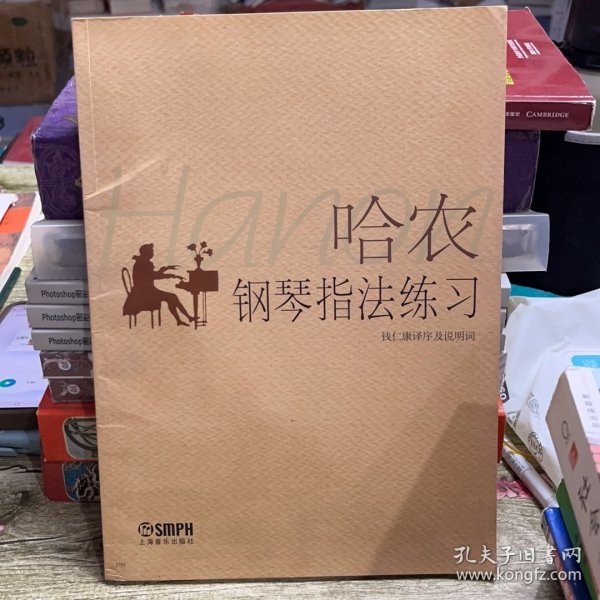 Hanon
哈农
钢琴指法练习
钱仁康译序及说明词
SMPH
上海音乐出版社
CAMBRIDGE
Photoshop
Photoshop
Photoshop
孔夫子旧书网
www.kongfz.com